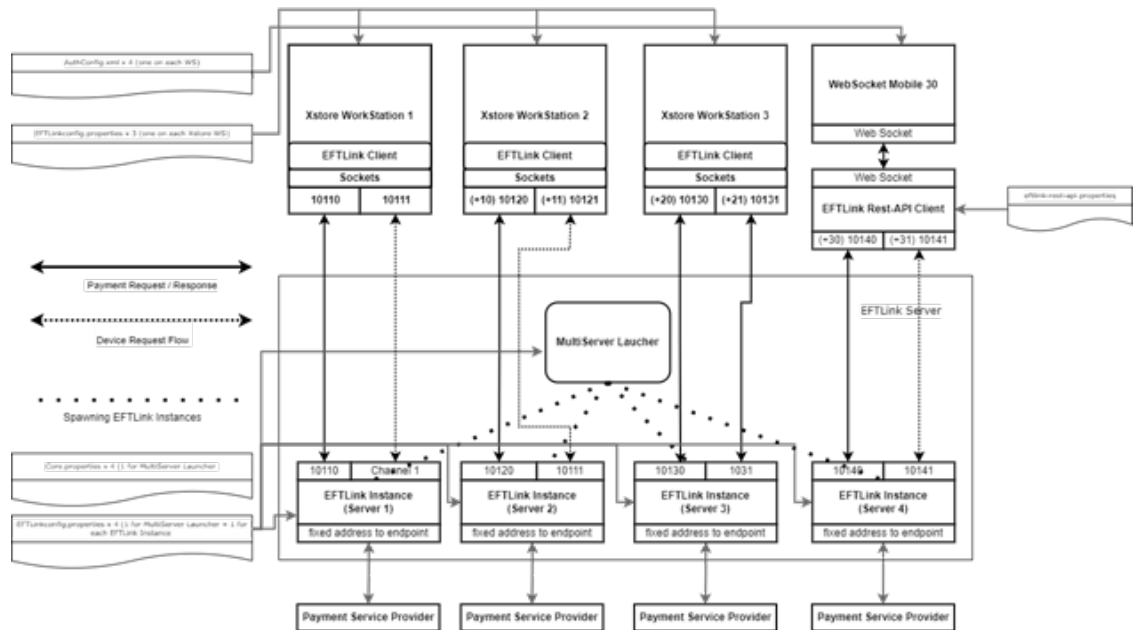 AuthConfig.xml x 4 (one on each WS)
EFTLinkconfig.properties x 3 (one on each Xstore WS)
Xstore WorkStation 1
EFTLink Client
Sockets
10110
10111
Xstore WorkStation 2
EFTLink Client
Sockets
(+10) 10120
(+11) 10121
Xstore WorkStation 3
EFTLink Client
Sockets
(+20) 10130
(+21) 10131
WebSocket Mobile 30
Web Socket
Web Socket
EFTLink Rest-API Client
(+30) 10140
(+31) 10141
eftlink-rest-api.properties
Payment Request / Response
Device Request Flow
Spawning EFTLink Instances
EFTLink Server
MultiServer Laucher
Cons.properties x 4 (1 for MultiServer Launcher
EFTLinkconfig.properties x 4 (1 for MultiServer Launcher = 1 for
each EFTLink Instance
10110
Channel 1
EFTLink Instance
(Server 1)
fixed address to endpoint
10120
10111
EFTLink Instance
(Server 2)
fixed address to endpoint
10130
1031
EFTLink Instance
(Server 3)
fixed address to endpoint
10140
10141
EFTLink Instance
(Server 4)
fixed address to endpoint
Payment Service Provider
Payment Service Provider
Payment Service Provider
Payment Service Provider